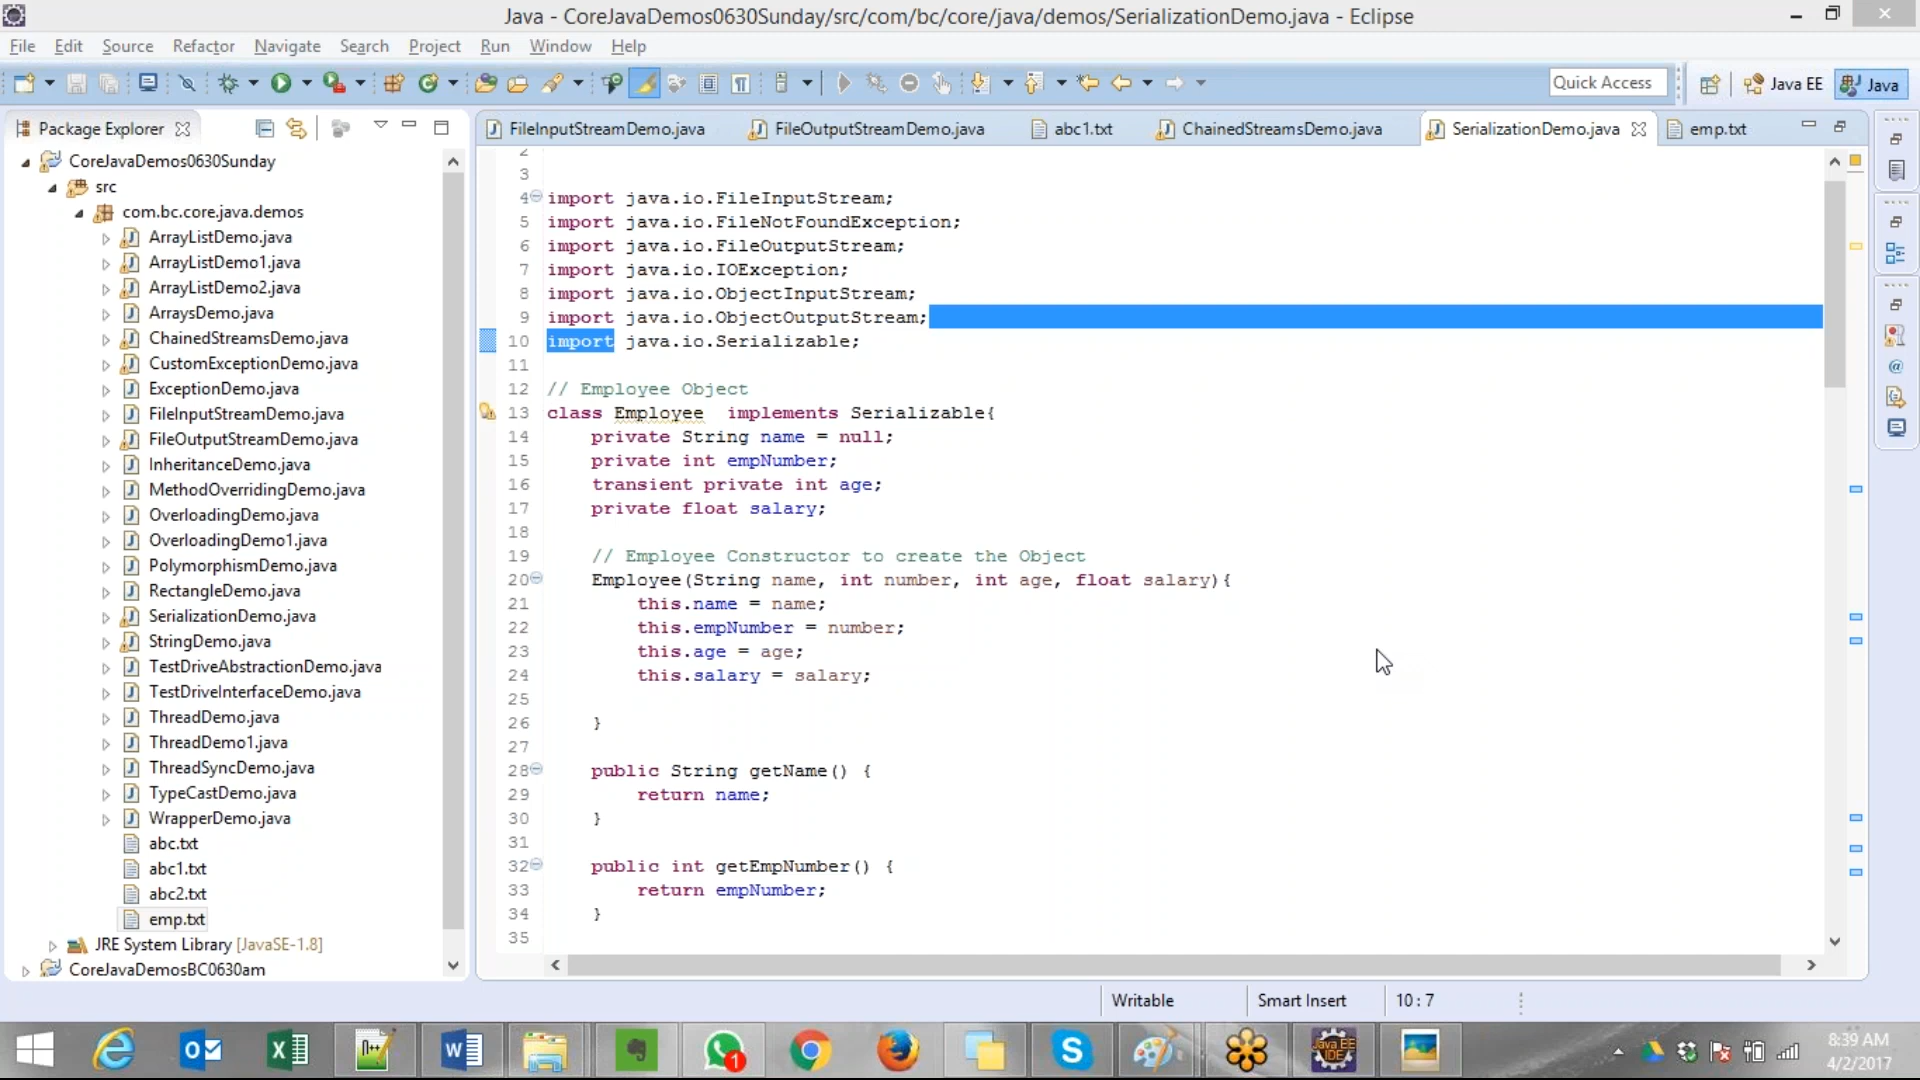 Java - CoreJavaDemos0630Sunday/src/com/bc/core/java/demos/SerializationDemo.java - Eclipse
File Edit Source Refactor Navigate Search Project Run Window Help
Quick Access
Java EE
Java
Package Explorer
CoreJavaDemos0630Sunday
src
com.bc.core.java.demos
ArrayListDemo.java
ArrayListDemo1.java
ArrayListDemo2.java
ArraysDemo.java
ChainedStreamsDemo.java
CustomExceptionDemo.java
ExceptionDemo.java
FileInputStreamDemo.java
FileOutputStreamDemo.java
InheritanceDemo.java
MethodOverridingDemo.java
OverloadingDemo.java
OverloadingDemo1.java
PolymorphismDemo.java
RectangleDemo.java
SerializationDemo.java
StringDemo.java
TestDriveAbstractionDemo.java
TestDriveInterfaceDemo.java
ThreadDemo.java
ThreadDemo1.java
ThreadSyncDemo.java
TypeCastDemo.java
WrapperDemo.java
abc.txt
abc1.txt
abc2.txt
emp.txt
JRE System Library [JavaSE-1.8]
CoreJavaDemosBC0630am
FileInputStreamDemo.java FileOutputStreamDemo.java abc1.txt ChainedStreamsDemo.java SerializationDemo.java emp.txt
2
3
4 import java.io.FileInputStream;
5 import java.io.FileNotFoundException;
6 import java.io.FileOutputStream;
7 import java.io.IOException;
8 import java.io.ObjectInputStream;
9 import java.io.ObjectOutputStream;
10 import java.io.Serializable;
11
12 // Employee Object
13 class Employee  implements Serializable{
14 private String name = null;
15 private int empNumber;
16 transient private int age;
17 private float salary;
18
19 // Employee Constructor to create the Object
20 Employee(String name, int number, int age, float salary){
21 this.name = name;
22 this.empNumber = number;
23 this.age = age;
24 this.salary = salary;
25
26 }
27
28 public String getName() {
29 return name;
30 }
31
32 public int getEmpNumber() {
33 return empNumber;
34 }
35
Writable Smart Insert 10 : 7
8:39 AM
4/2/2017